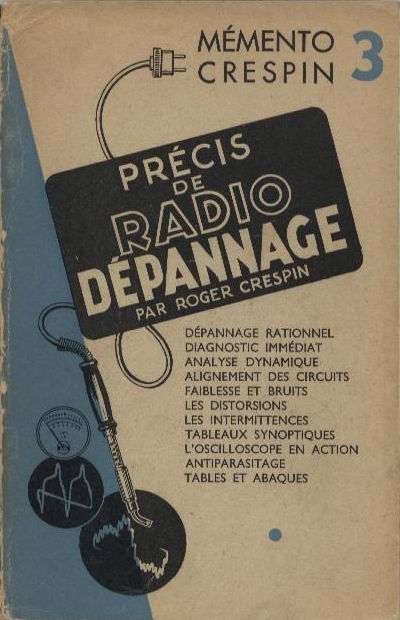 MÉMENTO
CRESPIN 3
PRÉCIS
DE
RADIO
DÉPANNAGE
PAR ROGER CRESPIN
DÉPANNAGE RATIONNEL
DIAGNOSTIC IMMÉDIAT
ANALYSE DYNAMIQUE
ALIGNEMENT DES CIRCUITS
FAIBLESSE ET BRUITS
LES DISTORSIONS
LES INTERMITTENCES
TABLEAUX SYNOPTIQUES
L'OSCILLOSCOPE EN ACTION
ANTIPARASITAGE
TABLES ET ABAQUES